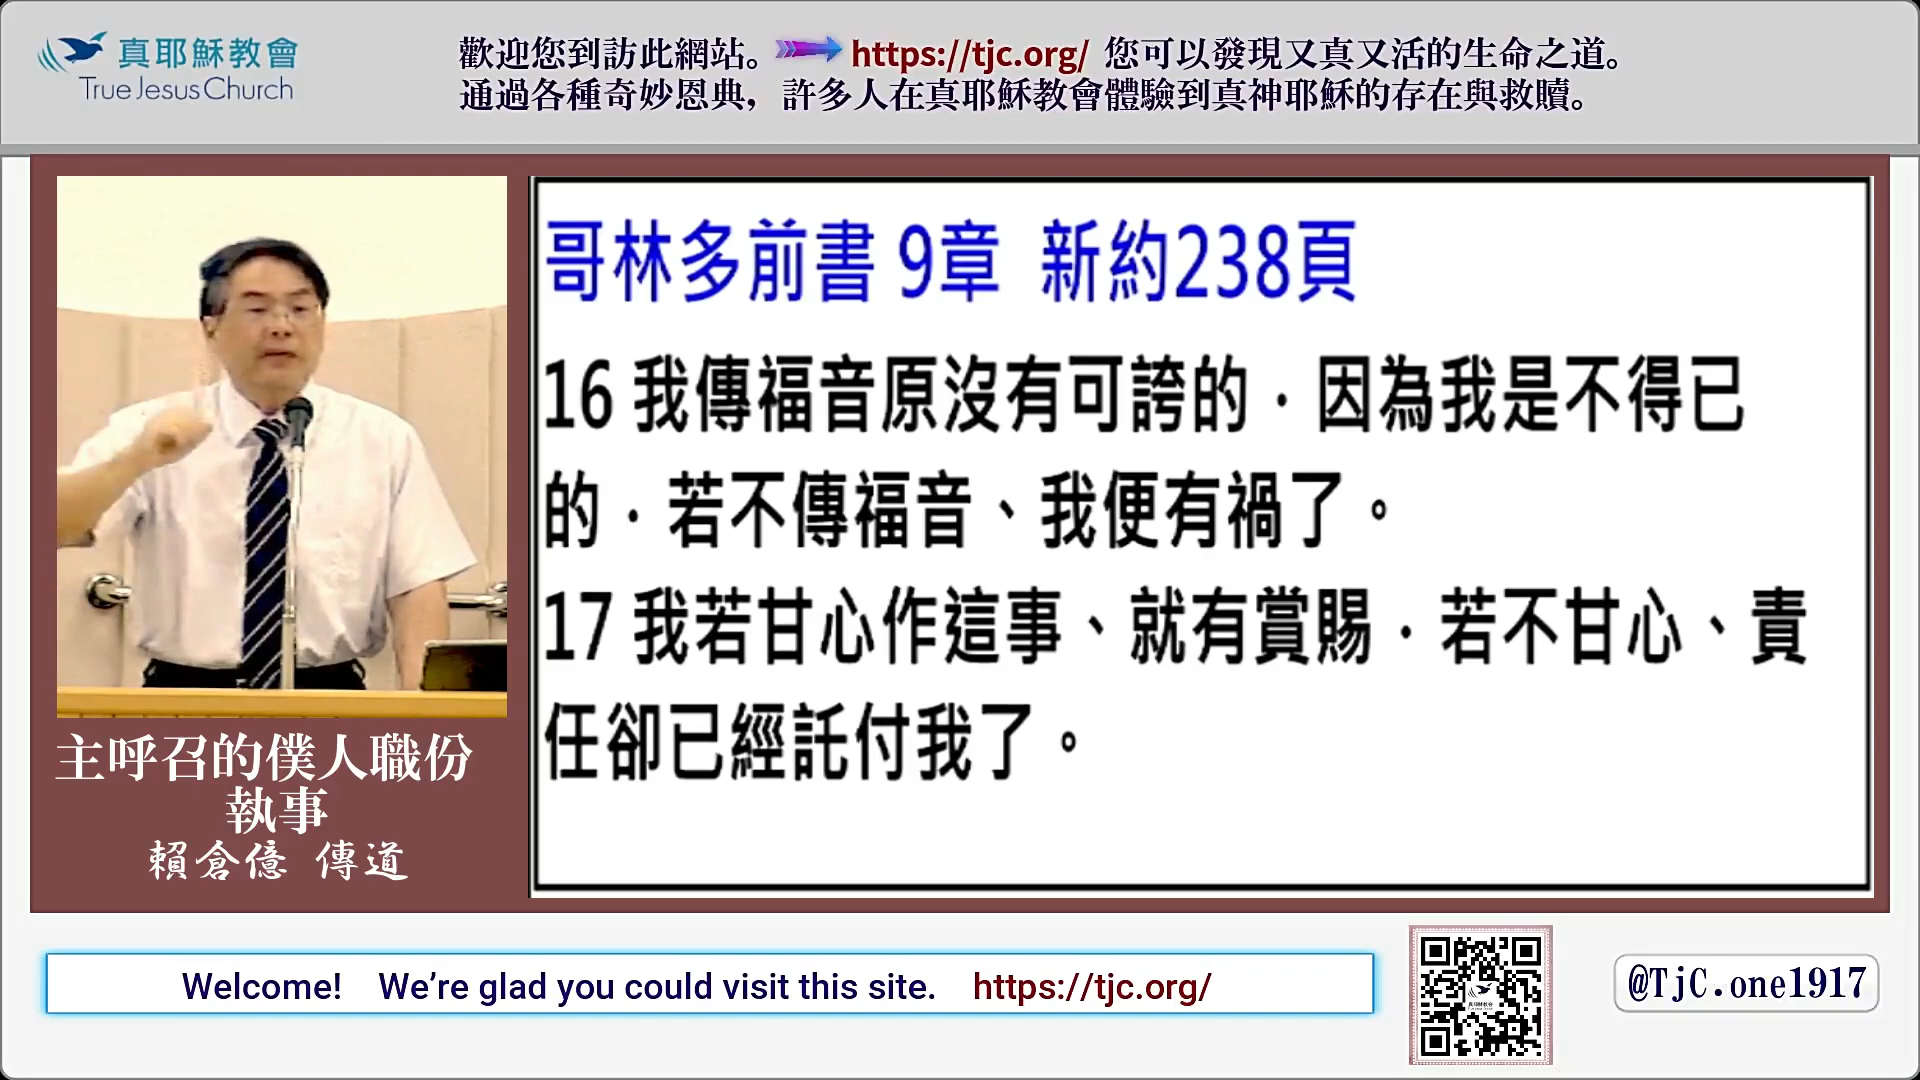 真耶穌教會
True Jesus Church
歡迎您到訪此網站。 https://tjc.org/ 您可以發現又真又活的生命之道。
通過各種奇妙恩典，許多人在真耶穌教會體驗到真神耶穌的存在與救贖。
哥林多前書 9章 新約238頁
16 我傳福音原沒有可誇的．因為我是不得已
的．若不傳福音、我便有禍了。
17 我若甘心作這事、就有賞賜．若不甘心、責
任卻已經託付我了。
主呼召的僕人職份
執事
賴倉億 傳道
Welcome! We’re glad you could visit this site. https://tjc.org/
@TjC.one1917